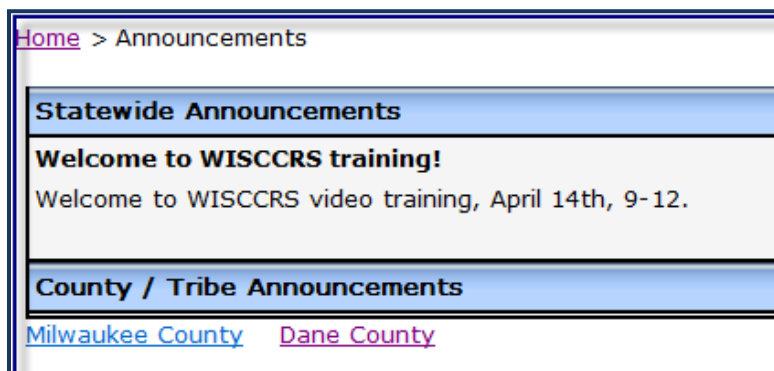 Home > Announcements
Statewide Announcements
Welcome to WISCCRS training!
Welcome to WISCCRS video training, April 14th, 9-12.
County / Tribe Announcements
Milwaukee County Dane County